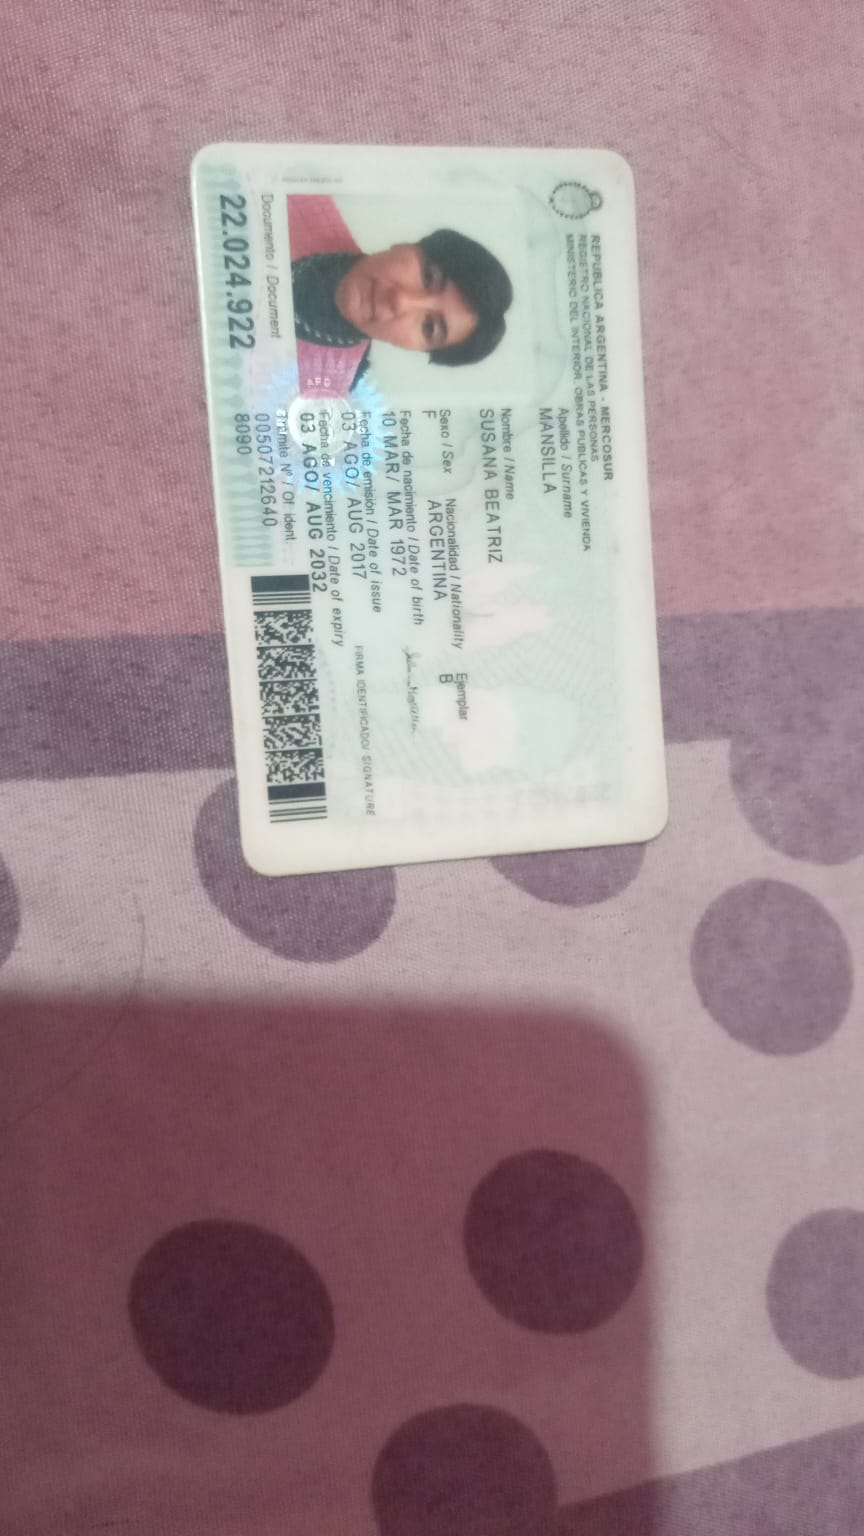 REPUBLICA ARGENTINA - MERCOSUR
REGISTRO NACIONAL DE LAS PERSONAS
MINISTERIO DEL INTERIOR, OBRAS PUBLICAS Y VIVIENDA
Apellido / Surname
MANSILLA
Nombre / Name
SUSANA BEATRIZ
Sexo / Sex Nacionalidad / Nationality Ejemplar
F ARGENTINA B
Fecha de nacimiento / Date of birth
10 MAR/ MAR 1972
Fecha de emisión / Date of issue
03 AGO/ AUG 2017
FIRMA IDENTIFICADO/ SIGNATURE
Fecha de vencimiento / Date of expiry
03 AGO/ AUG 2032
Documento / Document
22.024.922
Trámite Nº / Of. ident.
00507212640
8090
ARG